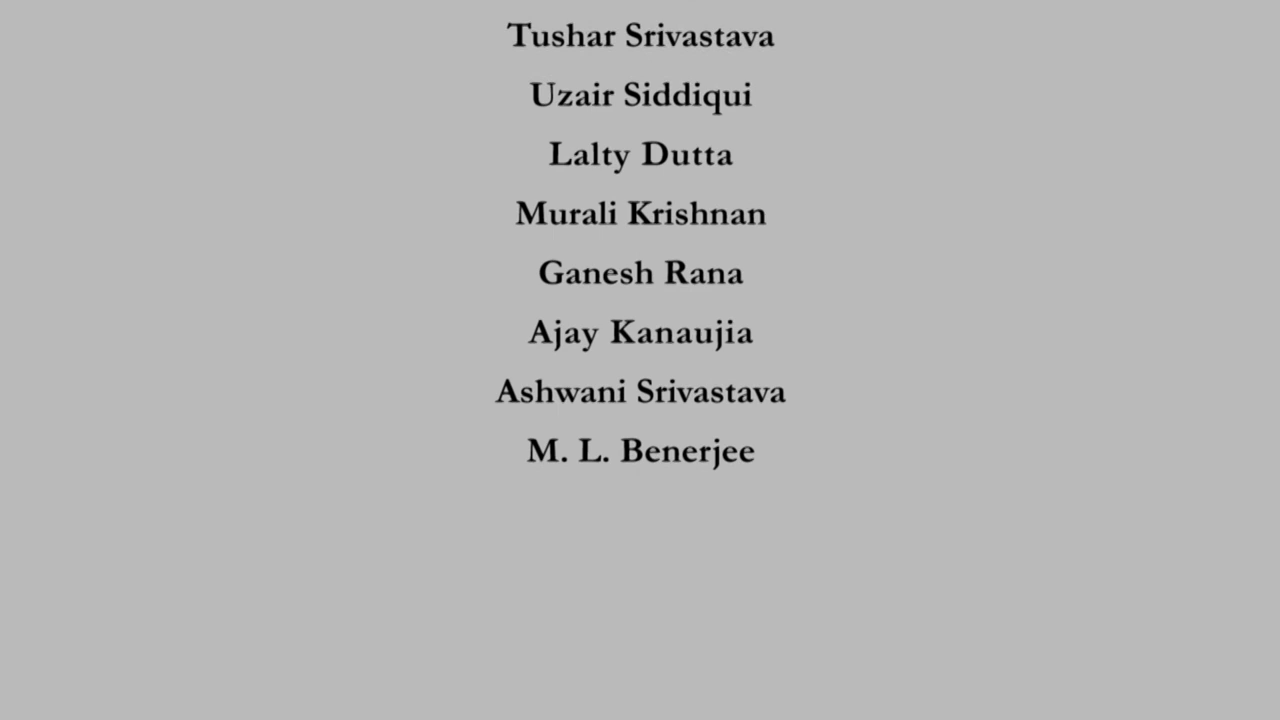 Tushar Srivastava
Uzair Siddiqui
Lalty Dutta
Murali Krishnan
Ganesh Rana
Ajay Kanaujia
Ashwani Srivastava
M. L. Benerjee